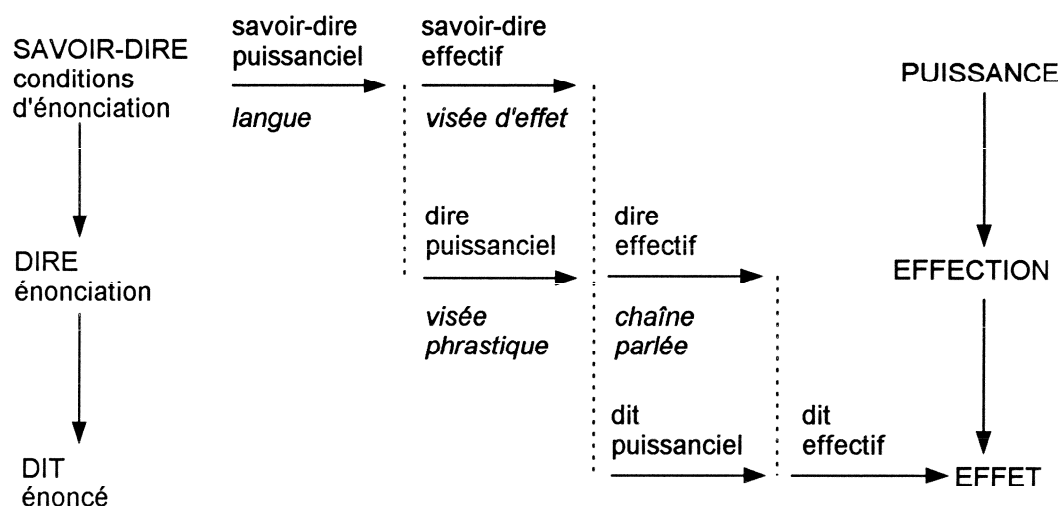 SAVOIR-DIRE
conditions
d'énonciation
savoir-dire
puissanciel
langue
savoir-dire
effectif
visée d'effet
PUISSANCE
DIRE
énonciation
dire
puissanciel
visée
phrastique
dire
effectif
chaîne
parlée
EFFECTION
DIT
énoncé
dit
puissanciel
dit
effectif
EFFET